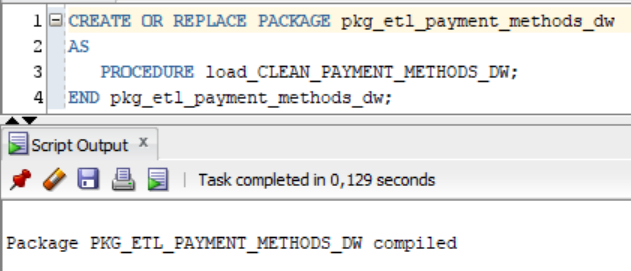 1 CREATE OR REPLACE PACKAGE pkg_etl_payment_methods_dw
2 AS
3 PROCEDURE load_CLEAN_PAYMENT_METHODS_DW;
4 END pkg_etl_payment_methods_dw;
Script Output x
Task completed in 0,129 seconds
Package PKG_ETL_PAYMENT_METHODS_DW compiled